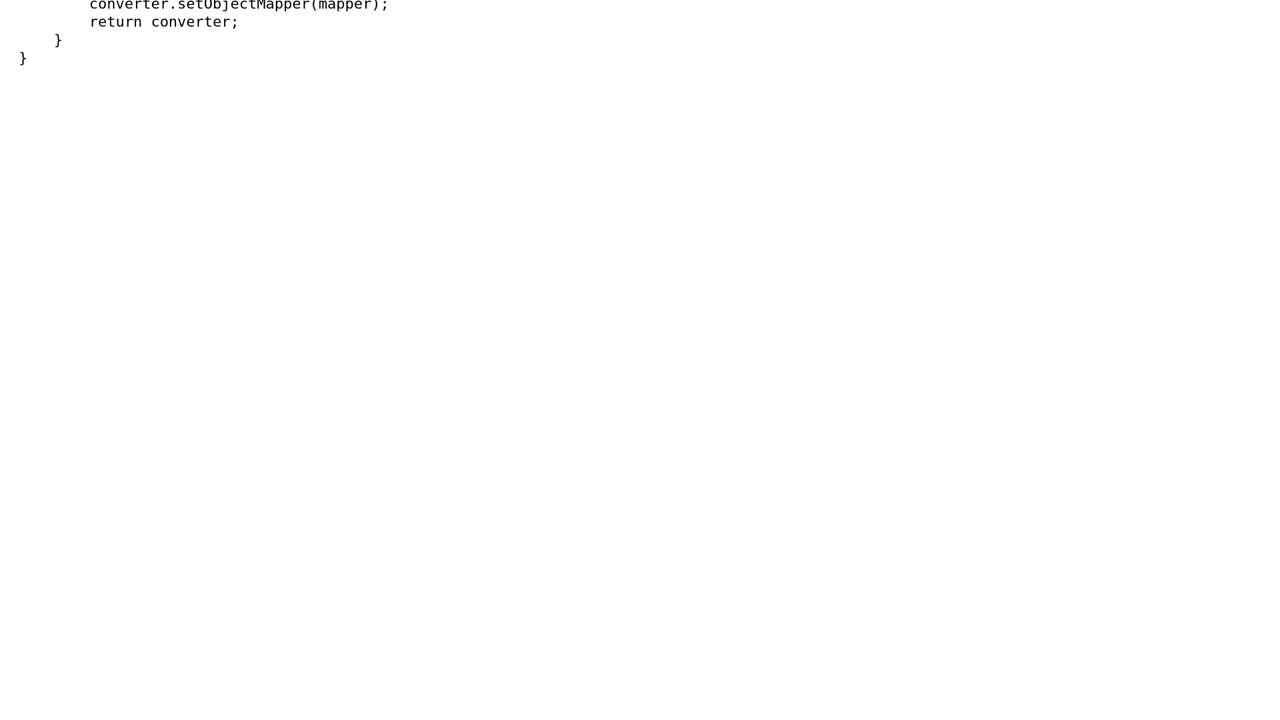 converter.setObjectMapper(mapper);
        return converter;
    }
}